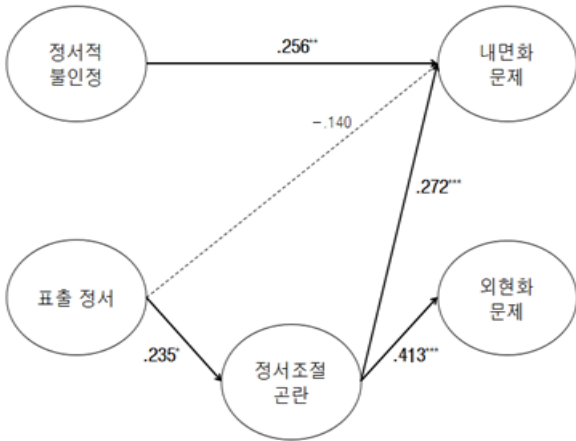 정서적
불인정
.256**
내면화
문제
-.140
.272***
표출 정서
외현화
문제
.235*
정서조절
곤란
.413***